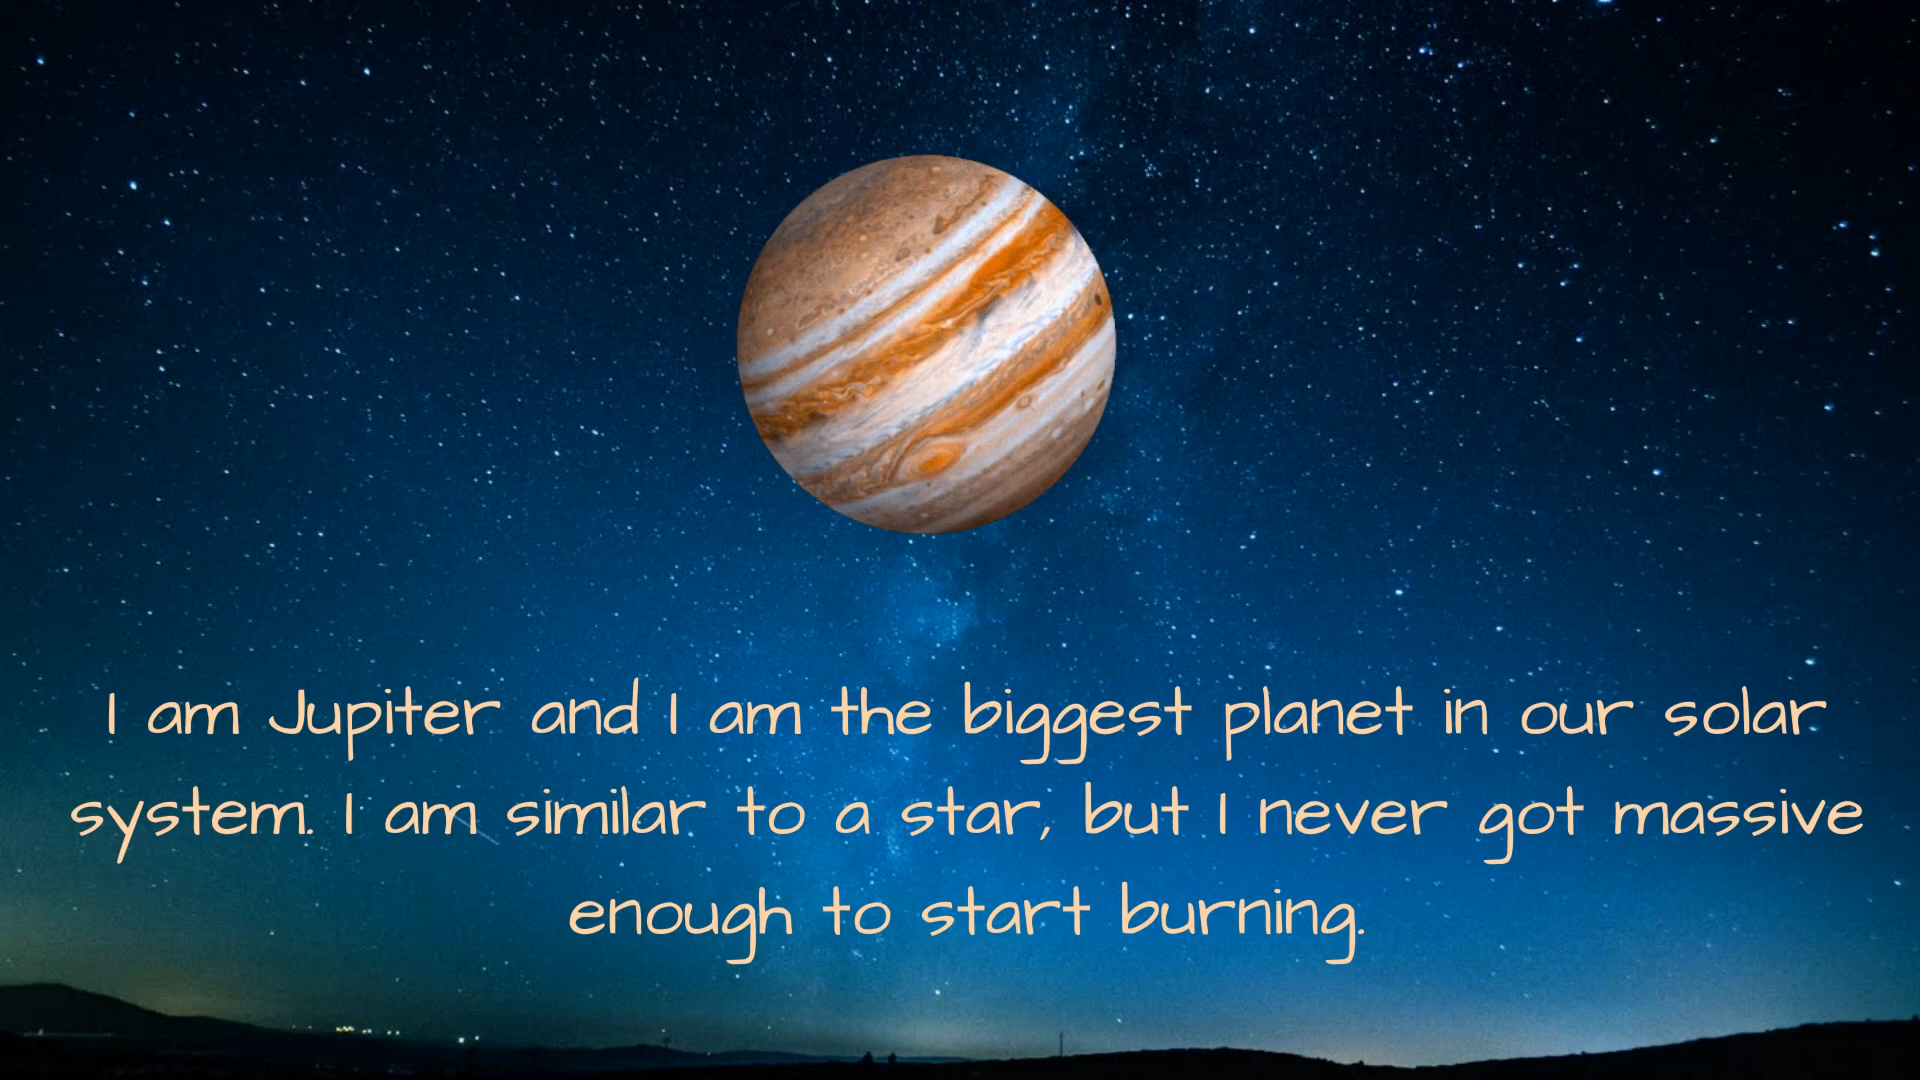 I am Jupiter and I am the biggest planet in our solar
system. I am similar to a star, but I never got massive
enough to start burning.